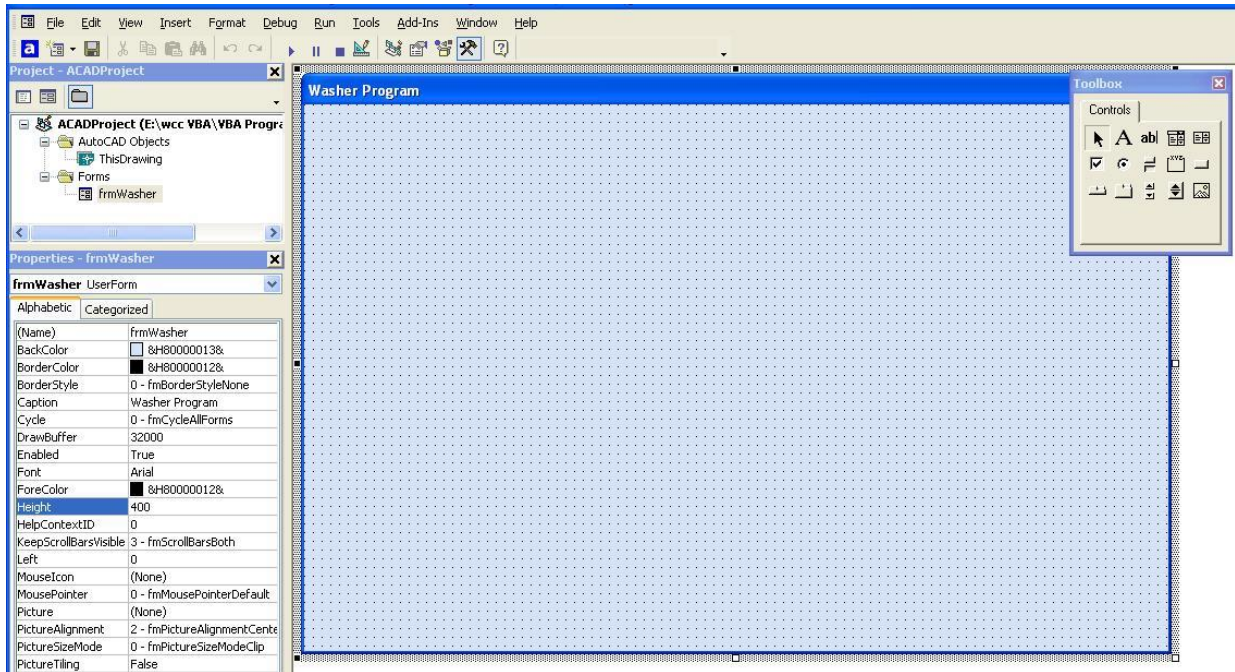 File Edit View Insert Format Debug Run Tools Add-Ins Window Help
a
Project - ACADProject
ACADProject (E:\wcc VBA\VBA Progra
AutoCAD Objects
ThisDrawing
Forms
frmWasher
Properties - frmWasher
frmWasher UserForm
Alphabetic Categorized
(Name) frmWasher
BackColor &H80000013&
BorderColor &H80000012&
BorderStyle 0 - fmBorderStyleNone
Caption Washer Program
Cycle 0 - fmCycleAllForms
DrawBuffer 32000
Enabled True
Font Arial
ForeColor &H80000012&
Height 400
HelpContextID 0
KeepScrollBarsVisible 3 - fmScrollBarsBoth
Left 0
MouseIcon (None)
MousePointer 0 - fmMousePointerDefault
Picture (None)
PictureAlignment 2 - fmPictureAlignmentCente
PictureSizeMode 0 - fmPictureSizeModeClip
PictureTiling False
Washer Program
Toolbox
Controls
A ab